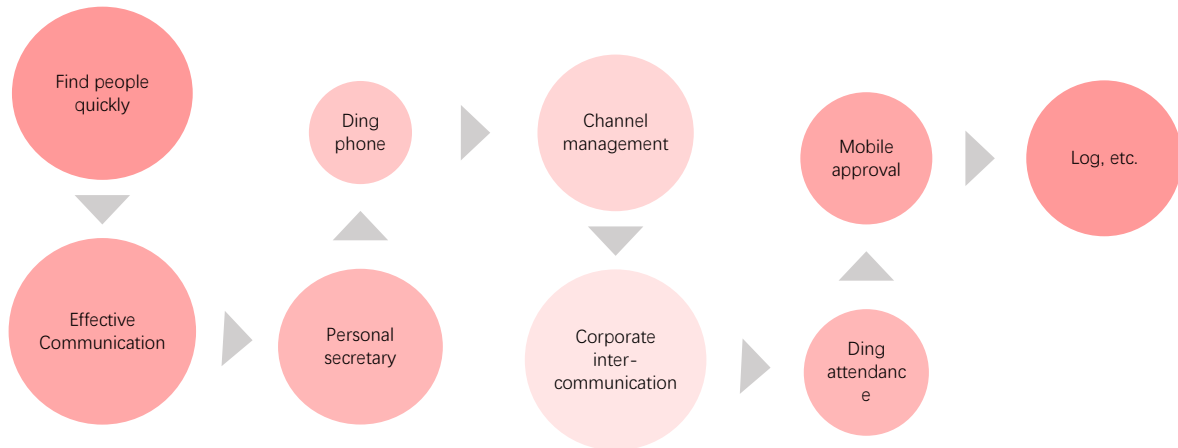 Find people
quickly
Effective
Communication
Personal
secretary
Ding
phone
Channel
management
Corporate
inter-
communication
Ding
attendanc
e
Mobile
approval
Log, etc.